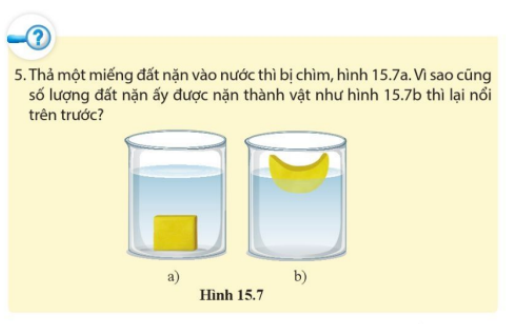 ?
5. Thả một miếng đất nặn vào nước thì bị chìm, hình 15.7a. Vì sao cũng
số lượng đất nặn ấy được nặn thành vật như hình 15.7b thì lại nổi
trên trước?
a)
b)
Hình 15.7